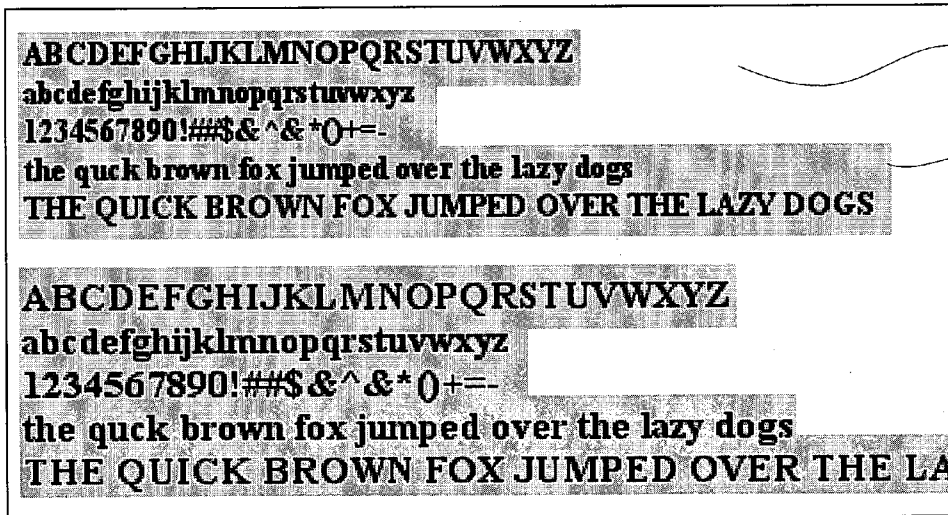 ABCDEFGHIJKLMNOPQRSTUVWXYZ
abcdefghijklmnopqrstuvwxyz
1234567890!##$&^&*()+=-
the quck brown fox jumped over the lazy dogs
THE QUICK BROWN FOX JUMPED OVER THE LAZY DOGS
ABCDEFGHIJKLMNOPQRSTUVWXYZ
abcdefghijklmnopqrstuvwxyz
1234567890!##$&^&*()+=-
the quck brown fox jumped over the lazy dogs
THE QUICK BROWN FOX JUMPED OVER THE LA